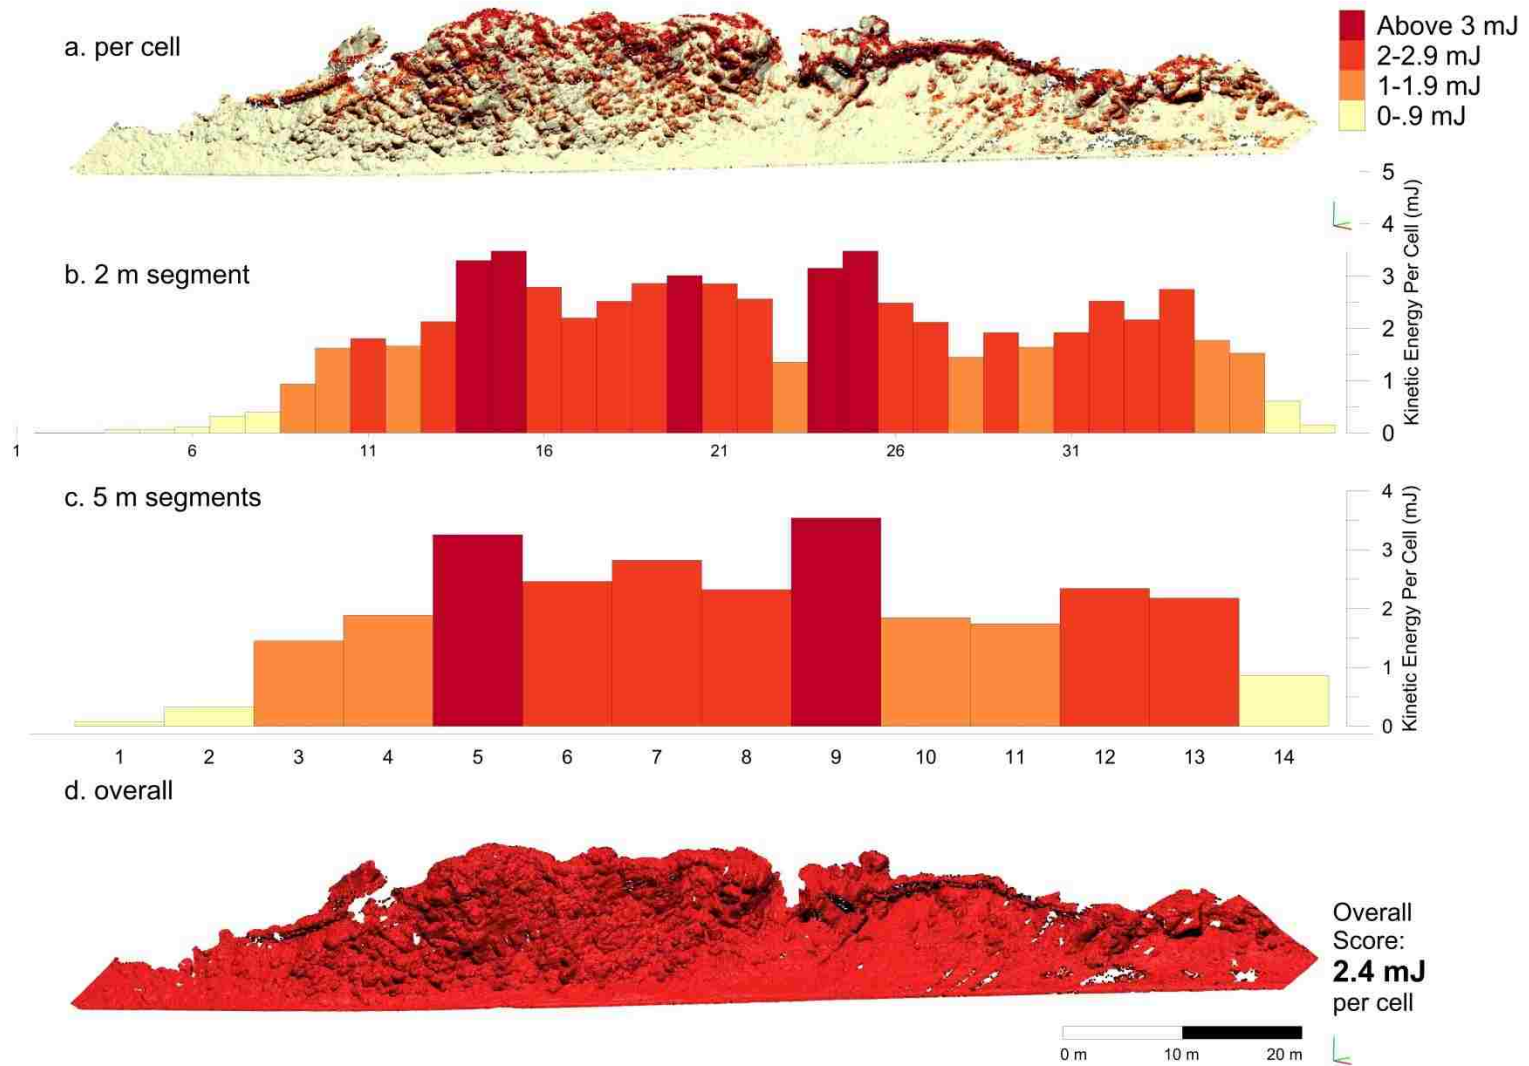 a. per cell
Above 3 mJ
2-2.9 mJ
1-1.9 mJ
0-.9 mJ
b. 2 m segment
5
4
3
2
1
0
Kinetic Energy Per Cell (mJ)
1 6 11 16 21 26 31
c. 5 m segments
4
3
2
1
0
Kinetic Energy Per Cell (mJ)
1 2 3 4 5 6 7 8 9 10 11 12 13 14
d. overall
Overall
Score:
2.4 mJ
per cell
0 m 10 m 20 m